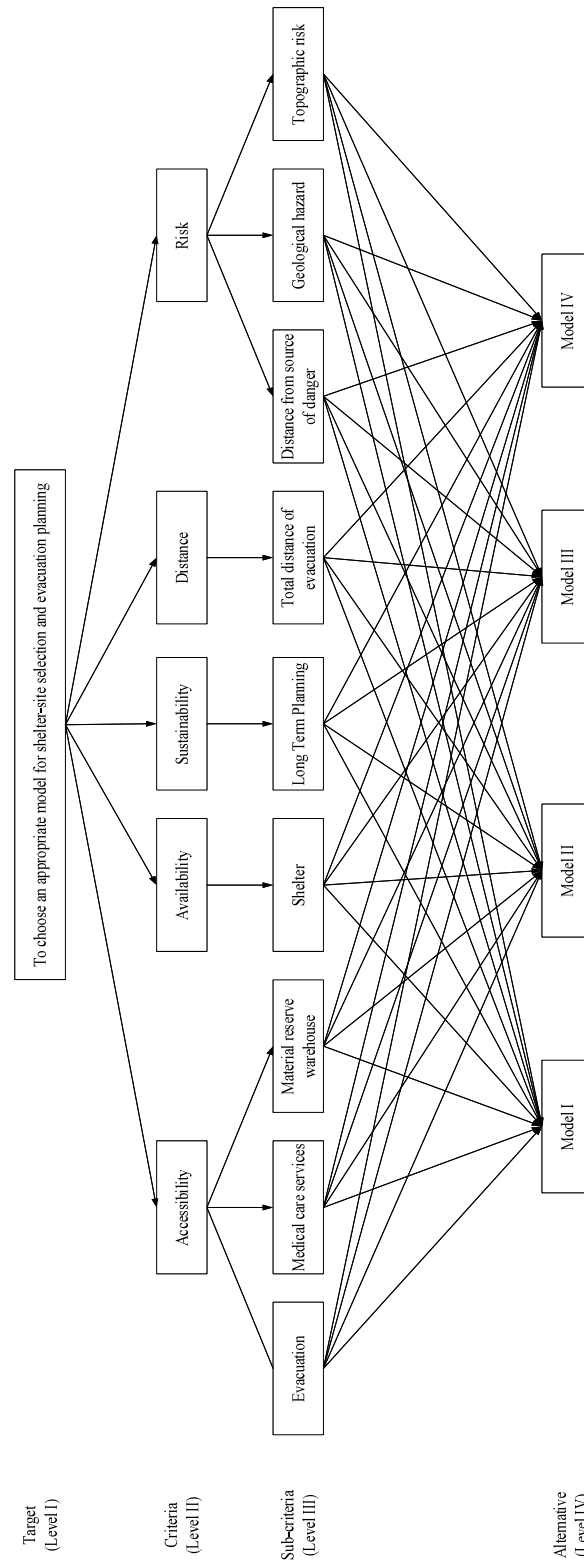 Target
(Level I)
To choose an appropriate model for shelter-site selection and evacuation planning
Criteria
(Level II)
Accessibility
Availability
Sustainability
Distance
Risk
Sub-criteria
(Level III)
Evacuation
Medical care services
Material reserve
warehouse
Shelter
Long Term Planning
Total distance of
evacuation
Distance from source
of danger
Geological hazard
Topographic risk
Alternative
(Level IV)
Model I
Model II
Model III
Model IV